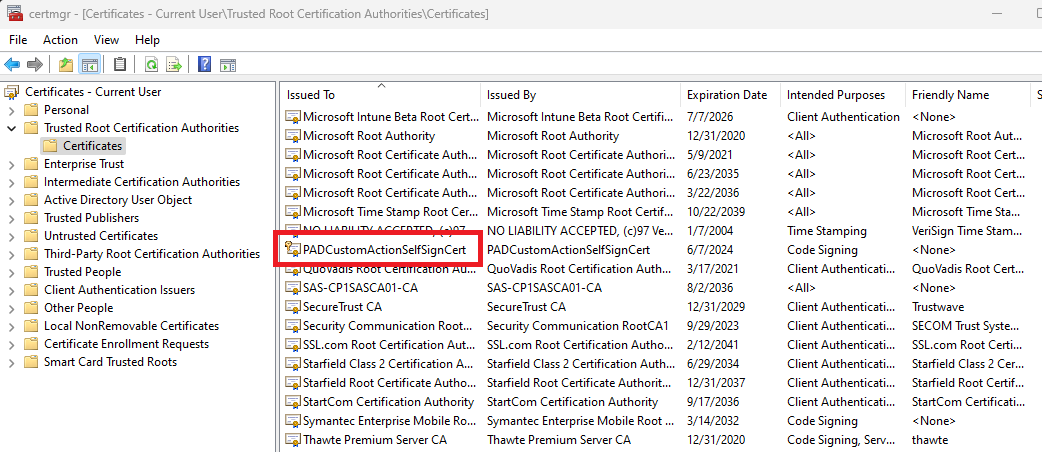 certmgr - [Certificates - Current User\Trusted Root Certification Authorities\Certificates]
File Action View Help
Certificates - Current User
Personal
Trusted Root Certification Authorities
Certificates
Enterprise Trust
Intermediate Certification Authorities
Active Directory User Object
Trusted Publishers
Untrusted Certificates
Third-Party Root Certification Authorities
Trusted People
Client Authentication Issuers
Other People
Local NonRemovable Certificates
Certificate Enrollment Requests
Smart Card Trusted Roots
Issued To Issued By Expiration Date Intended Purposes Friendly Name S
Microsoft Intune Beta Root Cert... Microsoft Intune Beta Root Certifi... 7/7/2026 Client Authentication <None>
Microsoft Root Authority Microsoft Root Authority 12/31/2020 <All> Microsoft Root Aut...
Microsoft Root Certificate Auth... Microsoft Root Certificate Authori... 5/9/2021 <All> Microsoft Root Cert...
Microsoft Root Certificate Auth... Microsoft Root Certificate Authori... 6/23/2035 <All> Microsoft Root Cert...
Microsoft Root Certificate Auth... Microsoft Root Certificate Authori... 3/22/2036 <All> Microsoft Root Cert...
Microsoft Time Stamp Root Cer... Microsoft Time Stamp Root Certif... 10/22/2039 <All> Microsoft Time Sta...
NO LIABILITY ACCEPTED, (c)97 NO LIABILITY ACCEPTED, (c)97 Ve... 1/7/2004 Time Stamping VeriSign Time Stam...
PADCustomActionSelfSignCert PADCustomActionSelfSignCert 6/7/2024 Code Signing <None>
QuoVadis Root Certification Au... QuoVadis Root Certification Autho... 3/17/2021 Client Authenticati... QuoVadis Root Cert...
SAS-CP1SASCA01-CA SAS-CP1SASCA01-CA 8/2/2036 <All> <None>
SecureTrust CA SecureTrust CA 12/31/2029 Client Authenticati... Trustwave
Security Communication Root... Security Communication RootCA1 9/29/2023 Client Authenticati... SECOM Trust Syste...
SSL.com Root Certification Aut... SSL.com Root Certification Author... 2/12/2041 Client Authenticati... SSL.com Root Certi...
Starfield Class 2 Certification A... Starfield Class 2 Certification Auth... 6/29/2034 Client Authenticati... Starfield Class 2 Cer...
Starfield Root Certificate Autho... Starfield Root Certificate Authorit... 12/31/2037 Client Authenticati... Starfield Root Certif...
StartCom Certification Authority StartCom Certification Authority 9/17/2036 Client Authenticati... StartCom Certificati...
Symantec Enterprise Mobile Ro... Symantec Enterprise Mobile Root ... 3/14/2032 Code Signing <None>
Thawte Premium Server CA Thawte Premium Server CA 12/31/2020 Code Signing, Serv... thawte